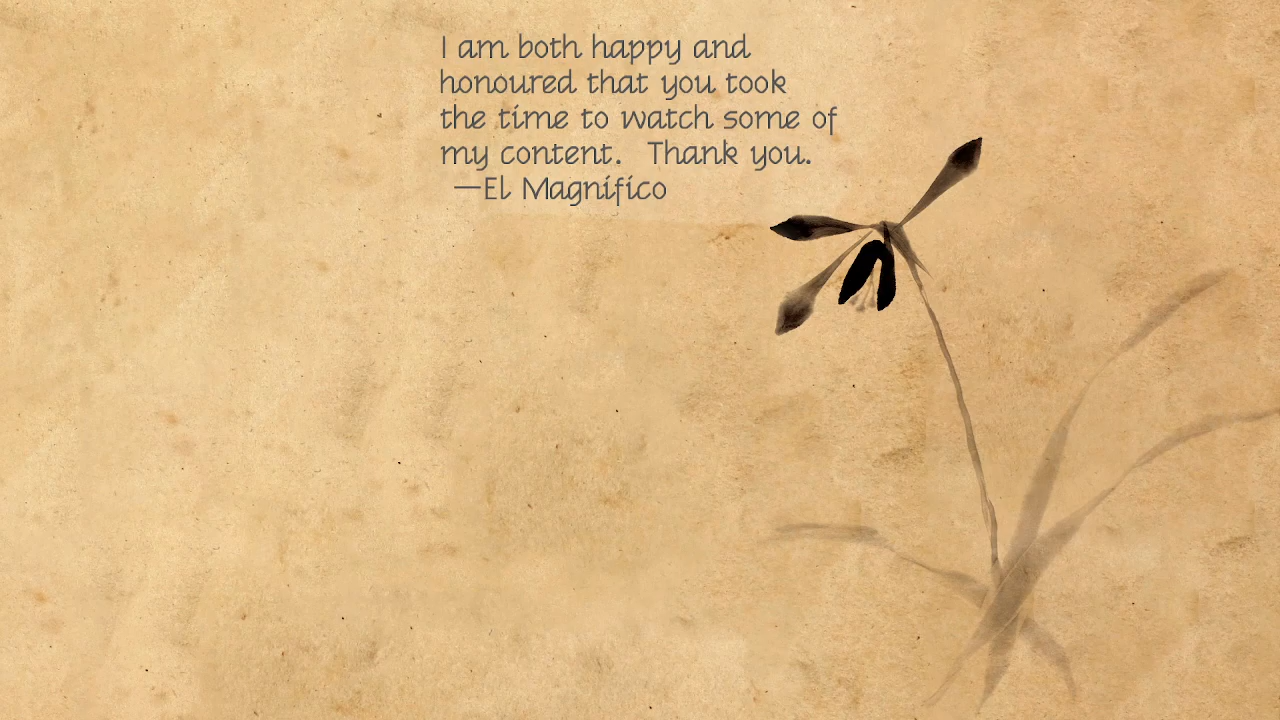 I am both happy and
honoured that you took
the time to watch some of
my content.  Thank you.
—El Magnifico